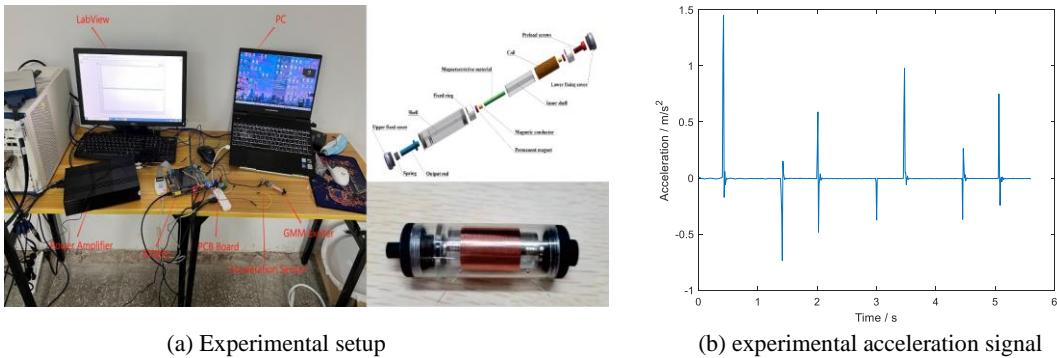 LabView
PC
Power Amplifier
PCB Board
GMM Exciter
Acceleration Sensor
Preload screws
Coil
Magnetostrictive material
Lower fixing cover
Fixed ring
inner shell
Shell
Upper fixed cover
Magnetic conductor
Permanent magnet
Spring
Output rod
1.5
1
0.5
0
-0.5
-1
Acceleration / m/s²
0 1 2 3 4 5 6
Time / s
(a) Experimental setup
(b) experimental acceleration signal